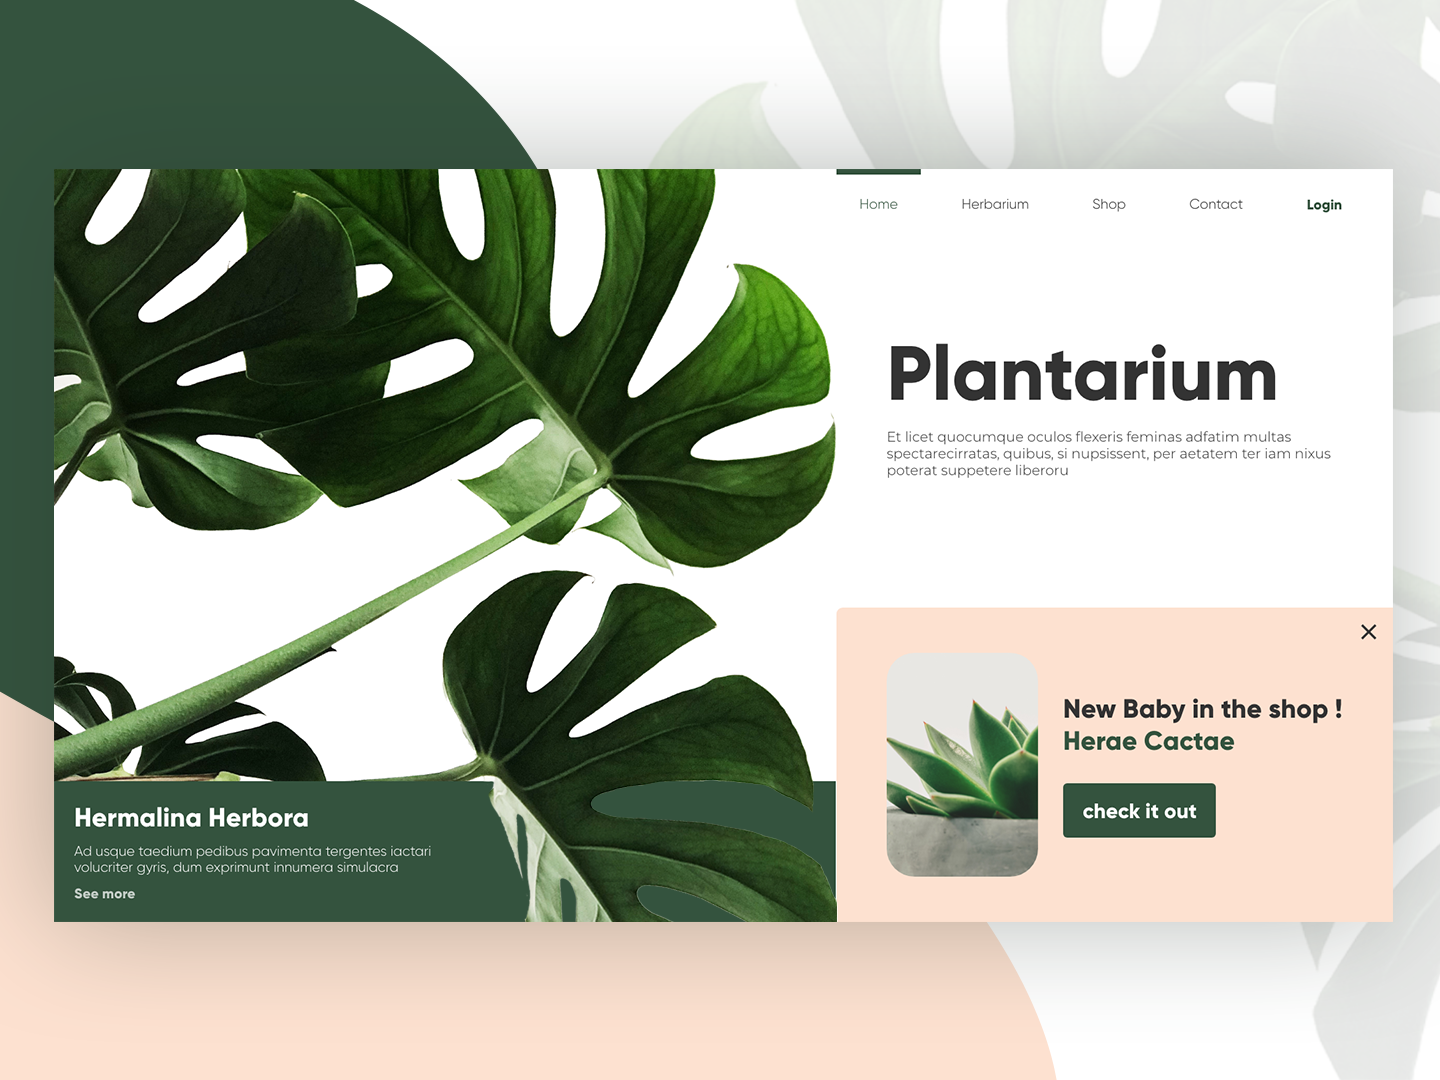 Home Herbarium Shop Contact Login
Plantarium
Et licet quocumque oculos flexeris feminas adfatim multas
spectarecirratas, quibus, si nupsissent, per aetatem ter iam nixus
poterat suppetere liberoru
New Baby in the shop !
Herae Cactae
check it out
Hermalina Herbora
Ad usque taedium pedibus pavimenta tergentes iactari
volucriter gyris, dum exprimunt innumera simulacra
See more